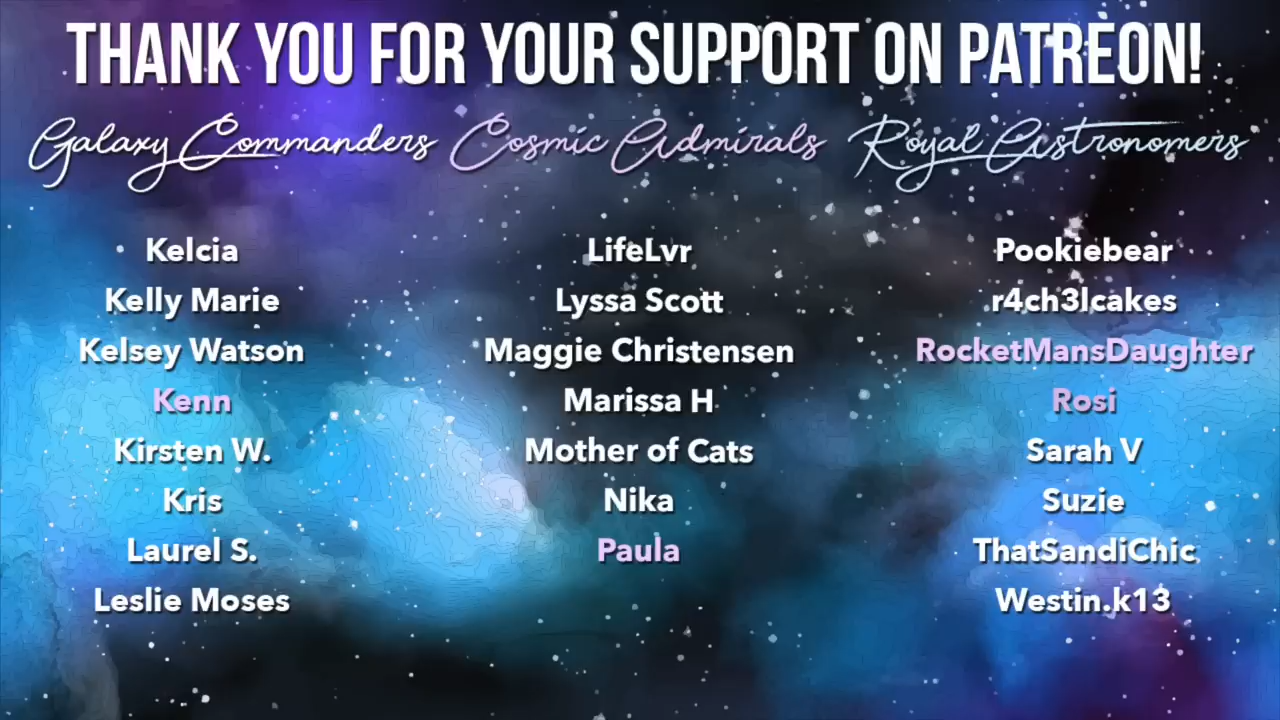 THANK YOU FOR YOUR SUPPORT ON PATREON!
Galaxy Commanders Cosmic Admirals Royal Astronomers
Kelcia
Kelly Marie
Kelsey Watson
Kenn
Kirsten W.
Kris
Laurel S.
Leslie Moses
LifeLvr
Lyssa Scott
Maggie Christensen
Marissa H
Mother of Cats
Nika
Paula
Pookiebear
r4ch3lcakes
RocketMansDaughter
Rosi
Sarah V
Suzie
ThatSandiChic
Westin.k13